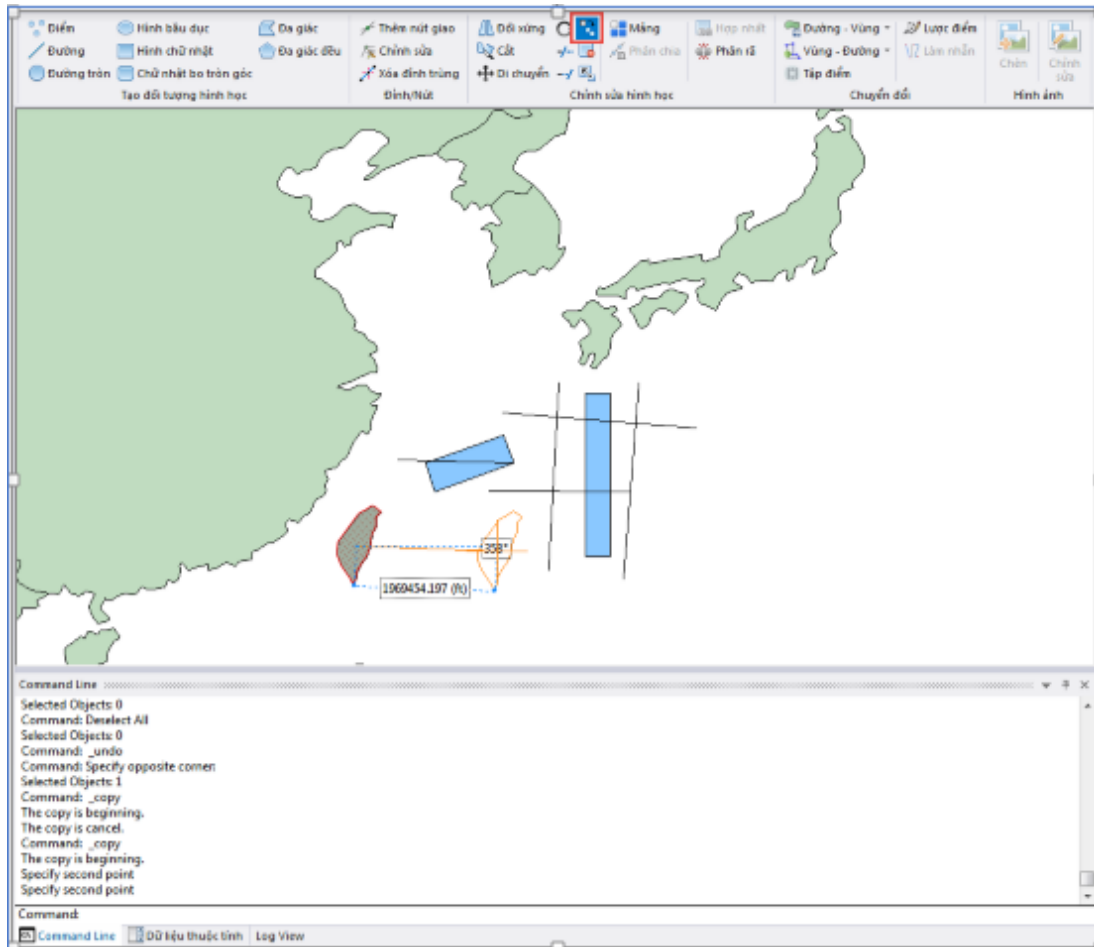 Điểm
Hình bầu dục
Đa giác
Thêm nút giao
Đối xứng
Mảng
Hợp nhất
Đường - Vùng
Lược điểm
Đường
Hình chữ nhật
Đa giác đều
Chỉnh sửa
Cắt
Phân chia
Phân rã
Vùng - Đường
Làm nhẵn
Chèn
Chỉnh sửa
Đường tròn
Chữ nhật bo tròn góc
Xóa đỉnh trùng
Di chuyển
Tập điểm
Tạo đối tượng hình học
Đỉnh/Nút
Chỉnh sửa hình học
Chuyển đổi
Hình ảnh
358°
1969454.197 (ft)
Command Line
Selected Objects: 0
Command: Deselect All
Selected Objects: 0
Command: _undo
Command: Specify opposite corner:
Selected Objects: 1
Command: _copy
The copy is beginning.
The copy is cancel.
Command: _copy
The copy is beginning.
Specify second point
Specify second point
Command:
Command Line
Dữ liệu thuộc tính
Log View